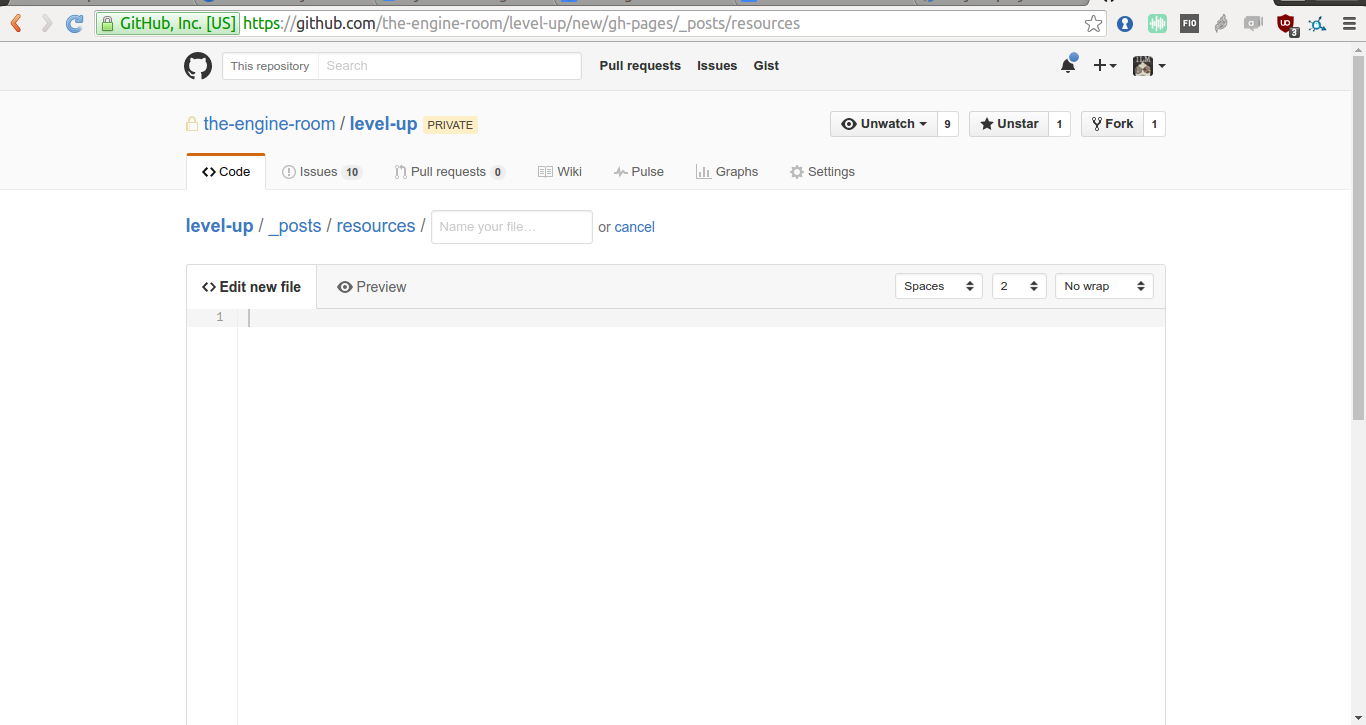 GitHub, Inc. [US] https://github.com/the-engine-room/level-up/new/gh-pages/_posts/resources
FIO
3
This repository Search Pull requests Issues Gist
the-engine-room / level-up PRIVATE Unwatch 9 Unstar 1 Fork 1
Code Issues 10 Pull requests 0 Wiki Pulse Graphs Settings
level-up / _posts / resources / Name your file… or cancel
Edit new file Preview Spaces 2 No wrap
1